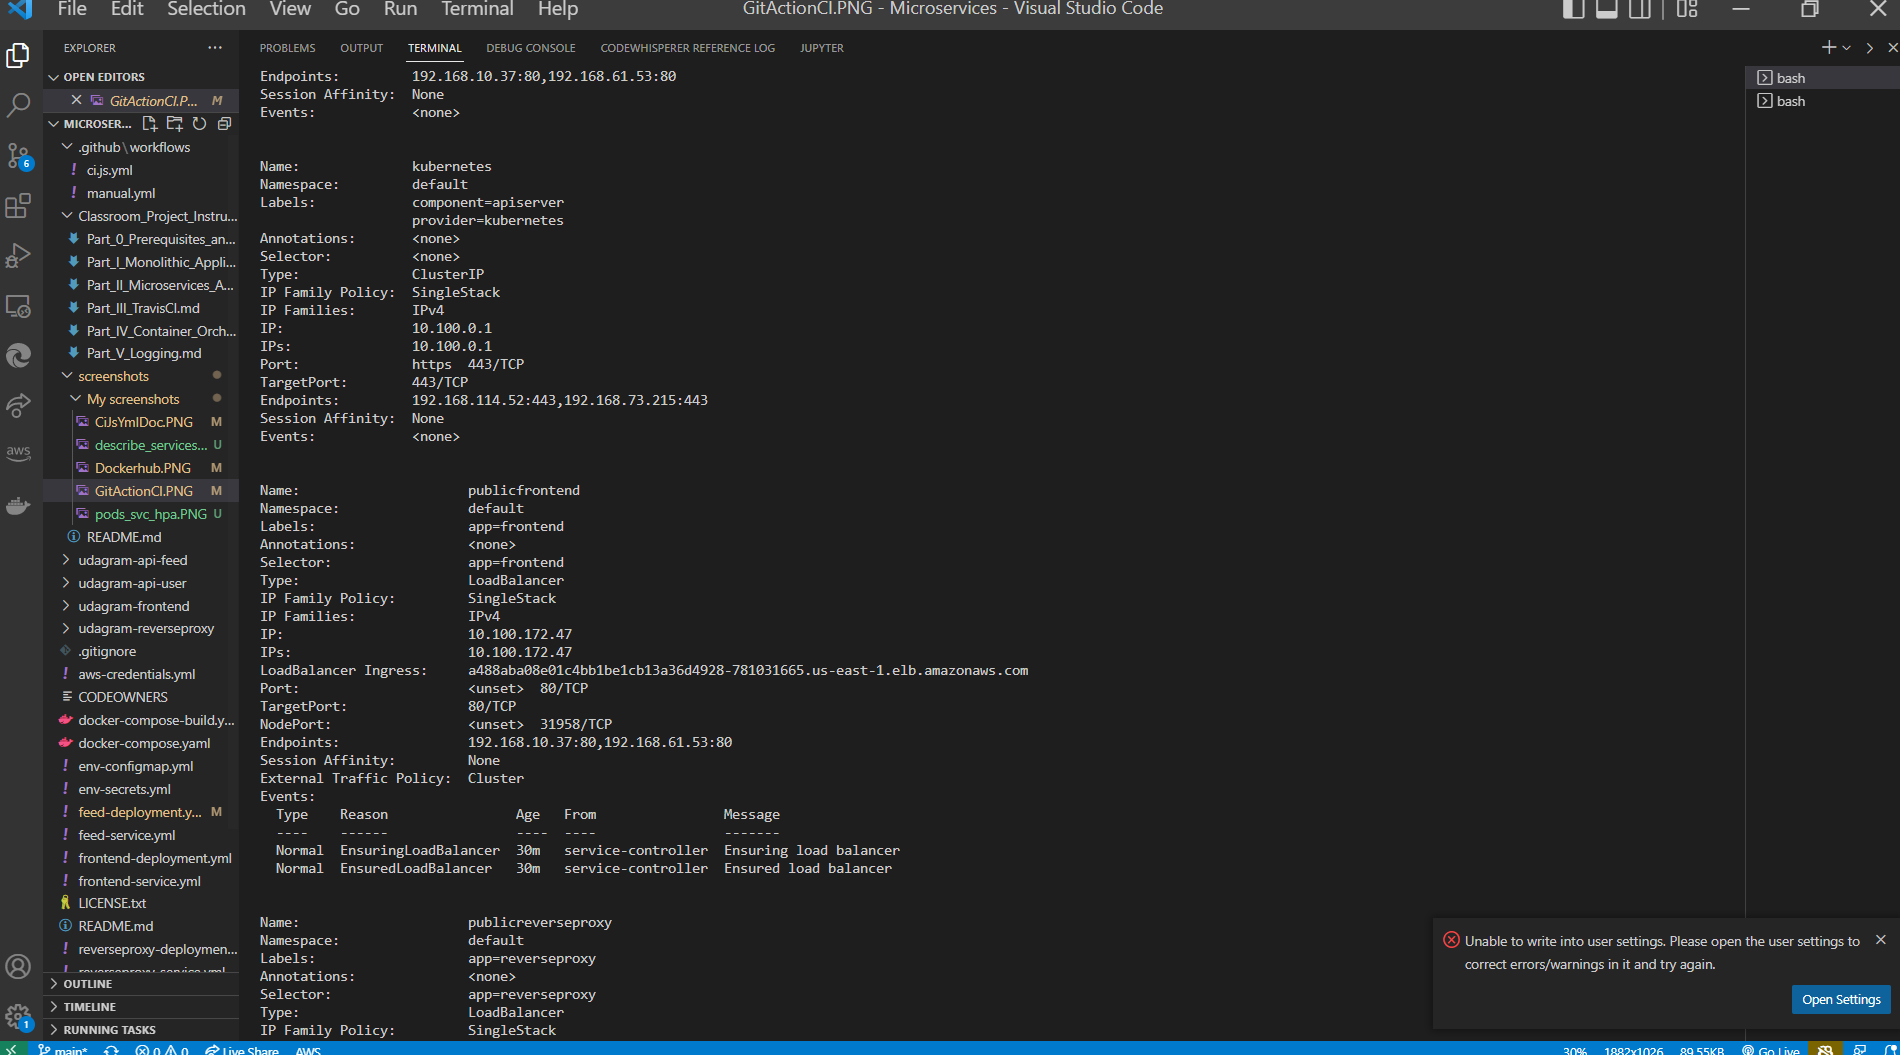 File Edit Selection View Go Run Terminal Help
GitActionCI.PNG - Microservices - Visual Studio Code
EXPLORER
OPEN EDITORS
GitActionCI.P... M
MICROSER...
.github\workflows
! ci.js.yml
! manual.yml
Classroom_Project_Instru...
Part_0_Prerequisites_an...
Part_I_Monolithic_Appli...
Part_II_Microservices_A...
Part_III_TravisCI.md
Part_IV_Container_Orch...
Part_V_Logging.md
screenshots
My screenshots
CiJsYmlDoc.PNG M
describe_services... U
Dockerhub.PNG M
GitActionCI.PNG M
pods_svc_hpa.PNG U
README.md
udagram-api-feed
udagram-api-user
udagram-frontend
udagram-reverseproxy
.gitignore
! aws-credentials.yml
CODEOWNERS
docker-compose-build.y...
docker-compose.yaml
! env-configmap.yml
! env-secrets.yml
! feed-deployment.y... M
! feed-service.yml
! frontend-deployment.yml
! frontend-service.yml
LICENSE.txt
README.md
! reverseproxy-deploymen...
! reverseproxy-service.yml
OUTLINE
TIMELINE
RUNNING TASKS
6
aws
1
PROBLEMS OUTPUT TERMINAL DEBUG CONSOLE CODEWHISPERER REFERENCE LOG JUPYTER
Endpoints: 192.168.10.37:80,192.168.61.53:80
Session Affinity: None
Events: <none>
Name: kubernetes
Namespace: default
Labels: component=apiserver
provider=kubernetes
Annotations: <none>
Selector: <none>
Type: ClusterIP
IP Family Policy: SingleStack
IP Families: IPv4
IP: 10.100.0.1
IPs: 10.100.0.1
Port: https 443/TCP
TargetPort: 443/TCP
Endpoints: 192.168.114.52:443,192.168.73.215:443
Session Affinity: None
Events: <none>
Name: publicfrontend
Namespace: default
Labels: app=frontend
Annotations: <none>
Selector: app=frontend
Type: LoadBalancer
IP Family Policy: SingleStack
IP Families: IPv4
IP: 10.100.172.47
IPs: 10.100.172.47
LoadBalancer Ingress: a488aba08e01c4bb1be1cb13a36d4928-781031665.us-east-1.elb.amazonaws.com
Port: <unset> 80/TCP
TargetPort: 80/TCP
NodePort: <unset> 31958/TCP
Endpoints: 192.168.10.37:80,192.168.61.53:80
Session Affinity: None
External Traffic Policy: Cluster
Events:
Type Reason Age From Message
---- ------ ---- ---- -------
Normal EnsuringLoadBalancer 30m service-controller Ensuring load balancer
Normal EnsuredLoadBalancer 30m service-controller Ensured load balancer
Name: publicreverseproxy
Namespace: default
Labels: app=reverseproxy
Annotations: <none>
Selector: app=reverseproxy
Type: LoadBalancer
IP Family Policy: SingleStack
bash
bash
Unable to write into user settings. Please open the user settings to
correct errors/warnings in it and try again.
Open Settings
main* 0 0 Live Share AWS
30% 1882x1026 89.55KB Go Live